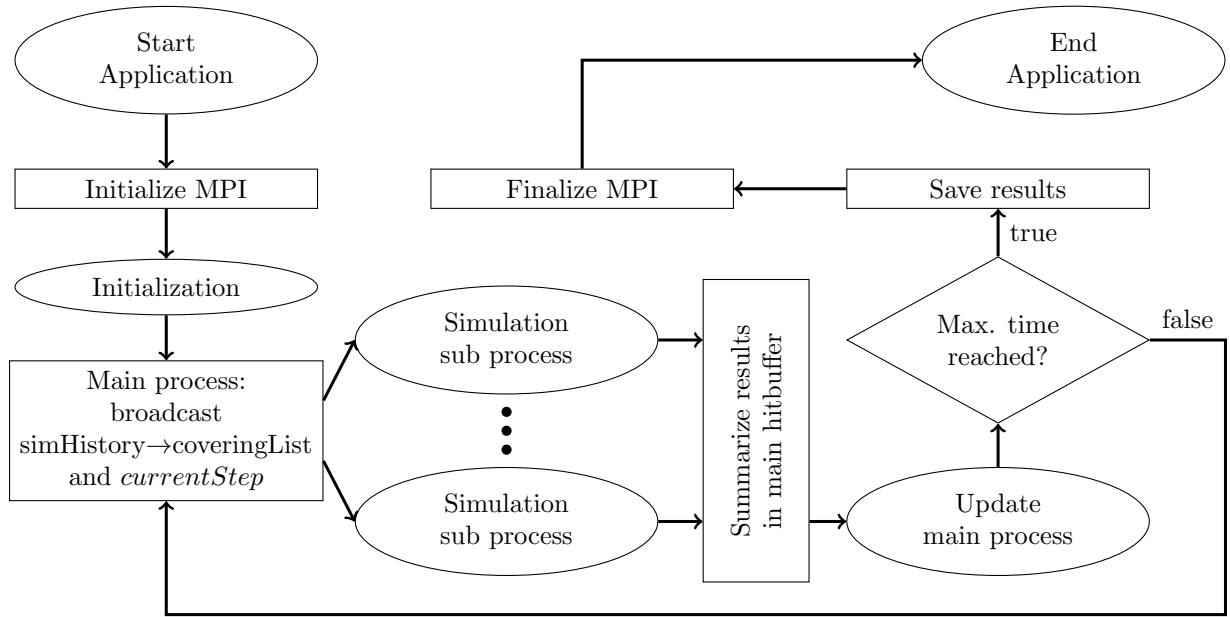 Start
Application
End
Application
Initialize MPI
Finalize MPI
Save results
true
Initialization
Max. time
reached?
false
Simulation
sub process
Main process:
broadcast
simHistory→coveringList
and currentStep
Summarize results
in main hitbuffer
Simulation
sub process
Update
main process